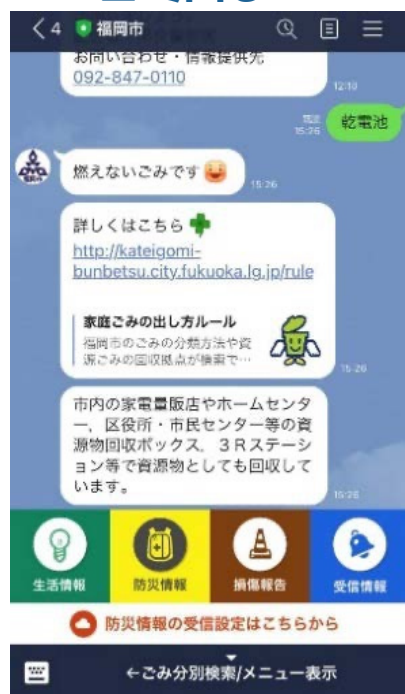 4 福岡市
お問い合わせ・情報提供先
092-847-0110
12:10
既読
15:26
乾電池
燃えないごみです
15:26
詳しくはこちら
http://kateigomi-
bunbetsu.city.fukuoka.lg.jp/rule
家庭ごみの出し方ルール
福岡市のごみの分類方法や資
源ごみの回収拠点が検索で…
15:26
市内の家電量販店やホームセンタ
ー、区役所・市民センター等の資
源物回収ボックス、3Rステーシ
ョン等で資源物としても回収して
います。
15:26
生活情報
防災情報
損傷報告
受信情報
防災情報の受信設定はこちらから
←ごみ分別検索/メニュー表示